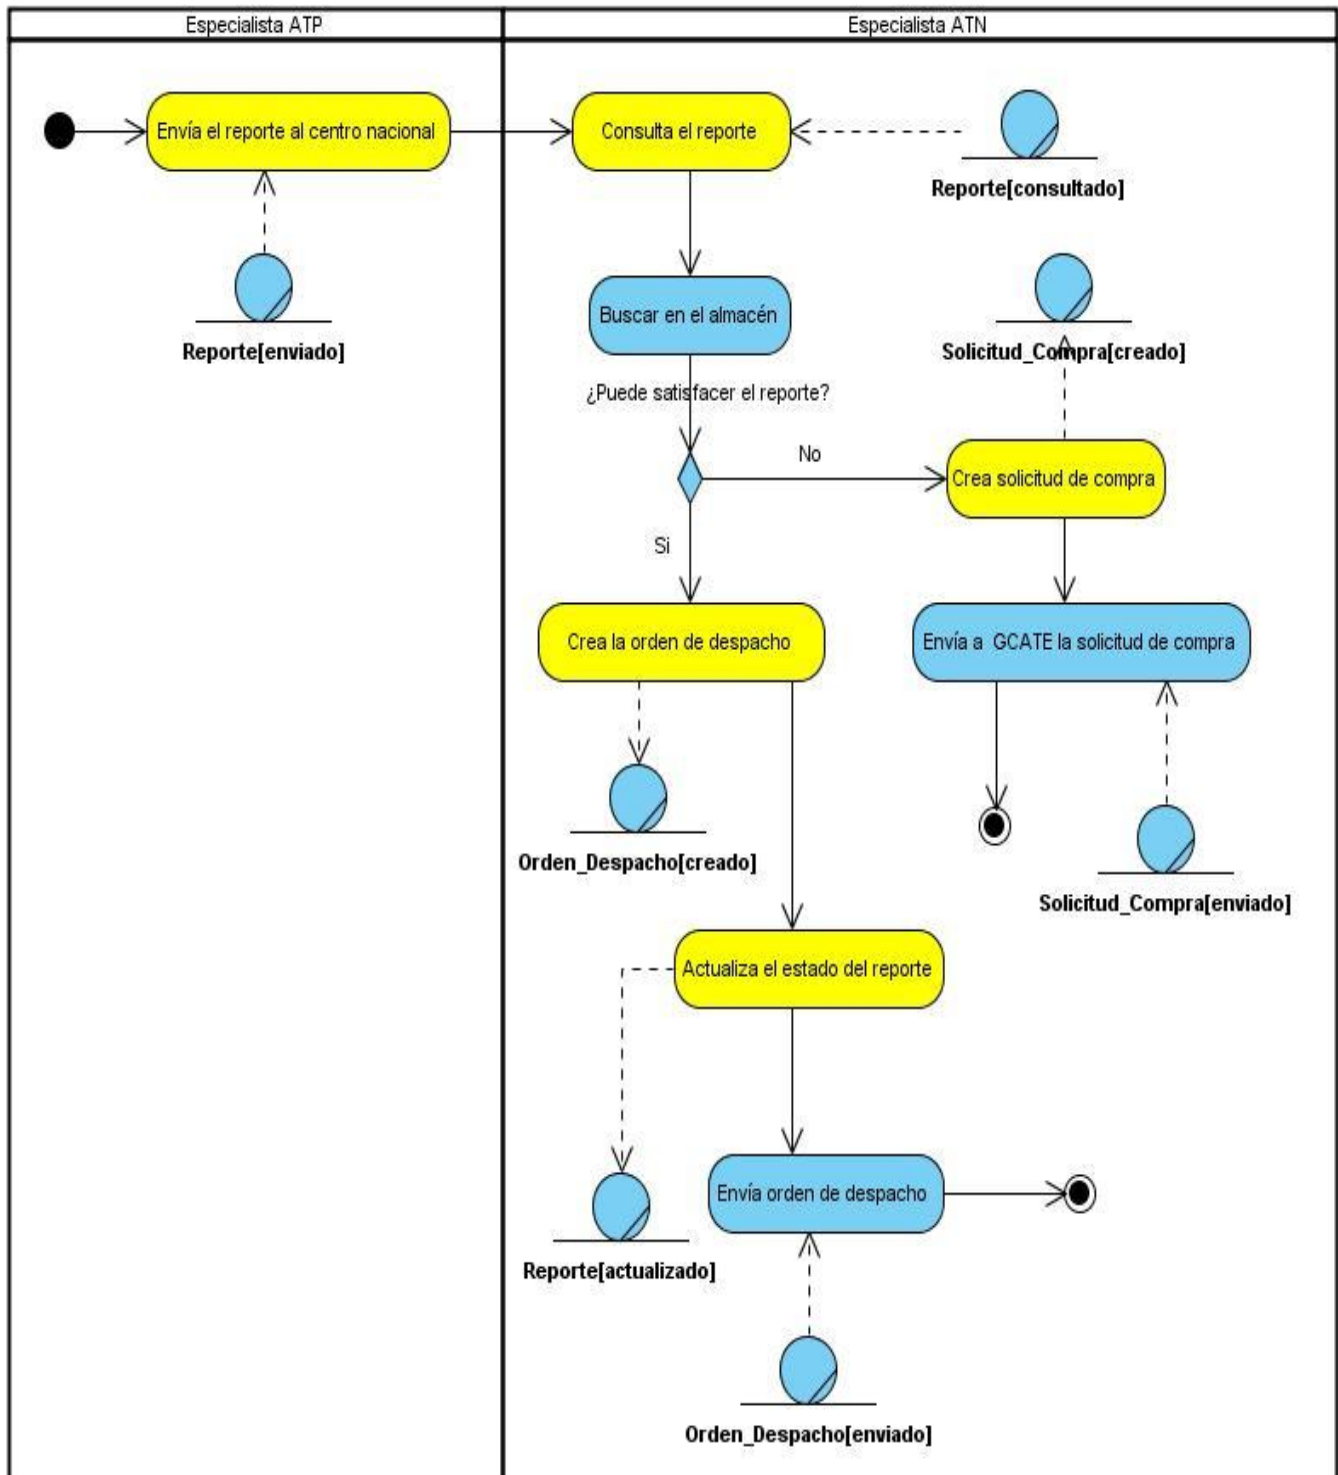 Especialista ATP
Especialista ATN
Envía el reporte al centro nacional
Consulta el reporte
Reporte[consultado]
Reporte[enviado]
Buscar en el almacén
Solicitud_Compra[creado]
¿Puede satisfacer el reporte?
No
Crea solicitud de compra
Si
Crea la orden de despacho
Envía a GCATE la solicitud de compra
Orden_Despacho[creado]
Solicitud_Compra[enviado]
Actualiza el estado del reporte
Envía orden de despacho
Reporte[actualizado]
Orden_Despacho[enviado]